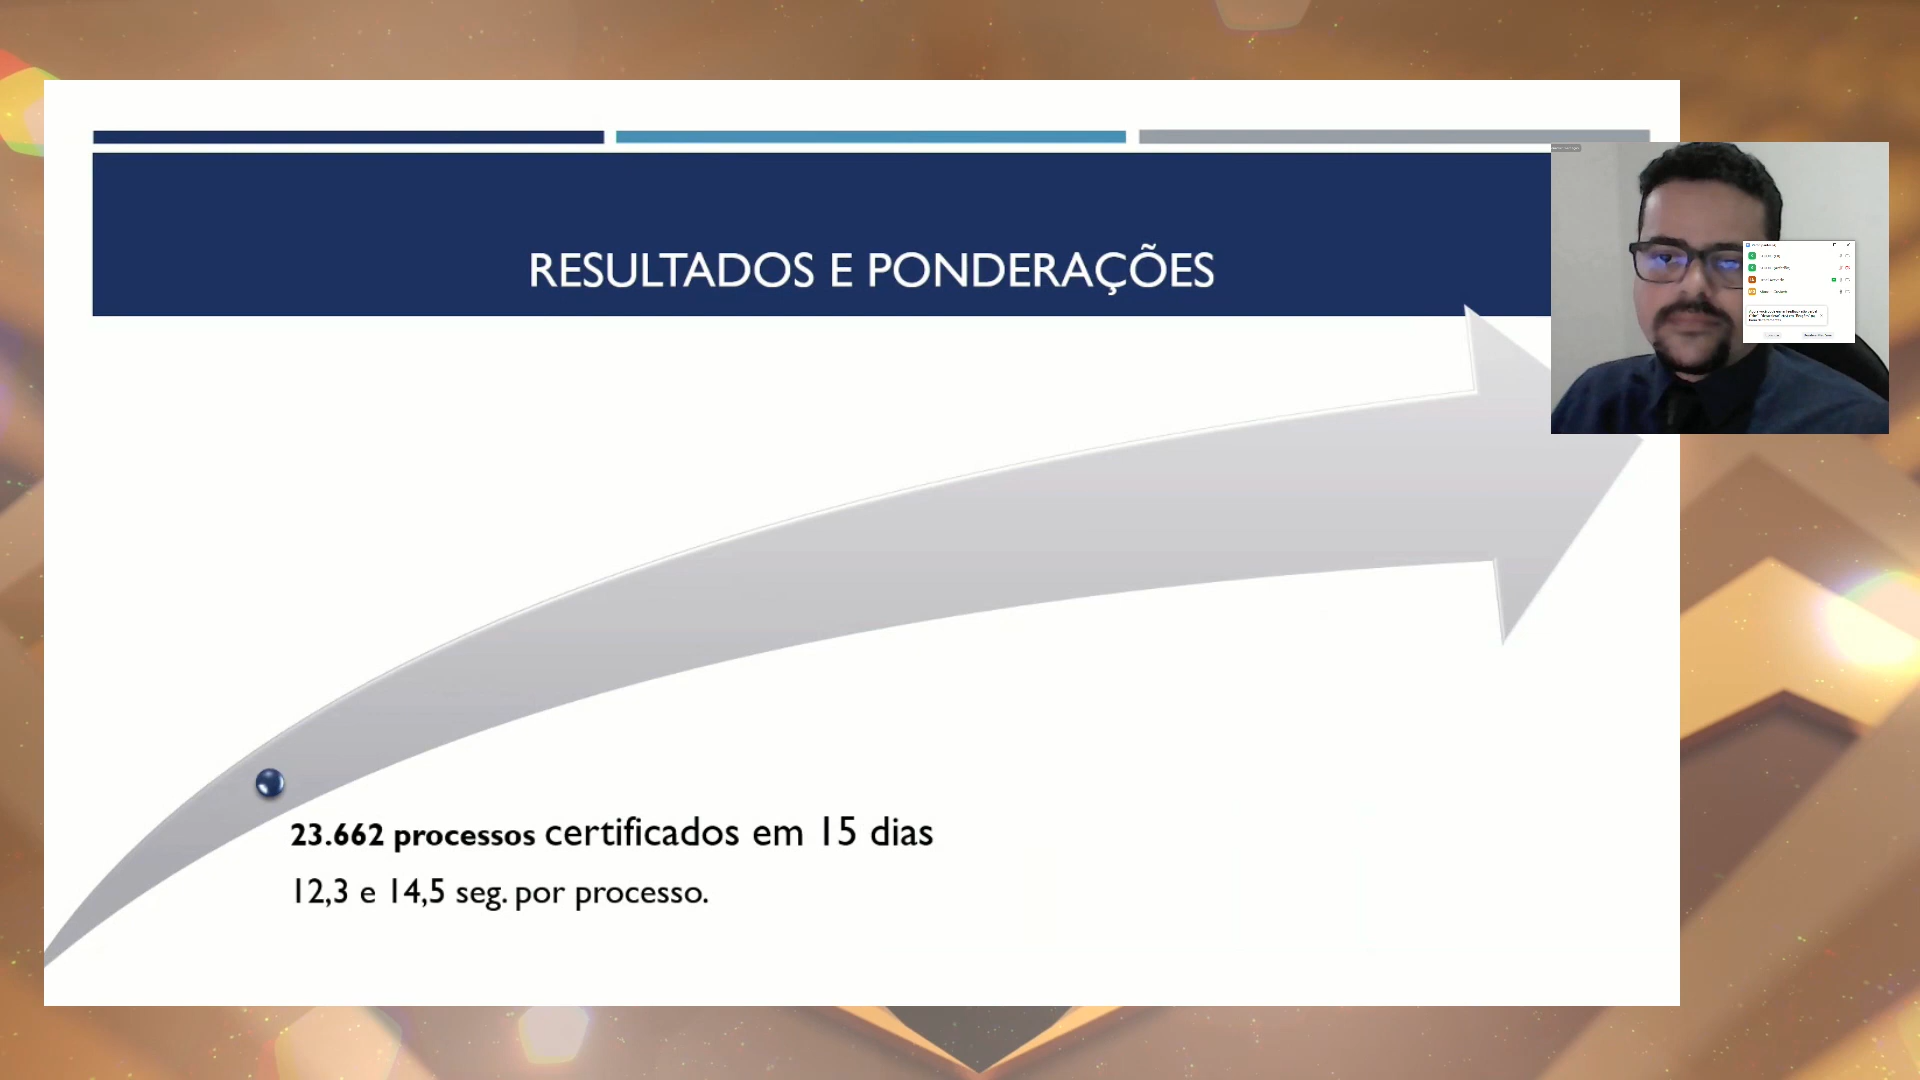 RESULTADOS E PONDERAÇÕES
23.662 processos certificados em 15 dias
12,3 e 14,5 seg. por processo.